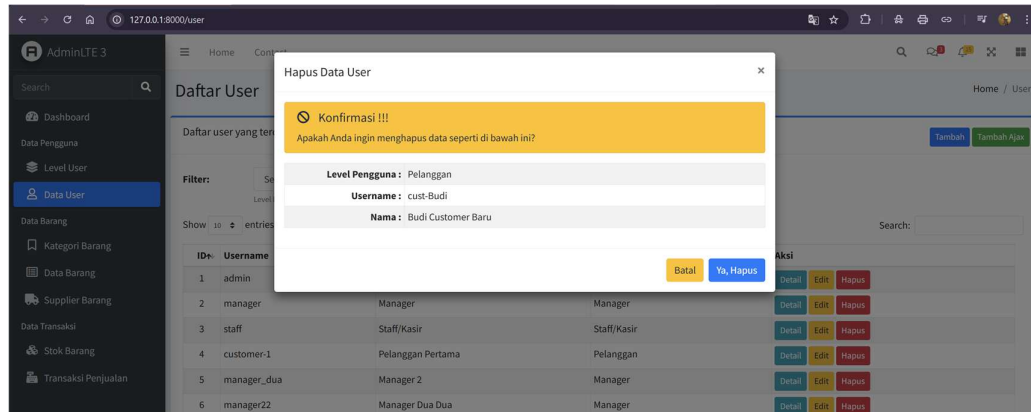 127.0.0.1:8000/user
AdminLTE 3
Home
Search
Dashboard
Data Pengguna
Level User
Data User
Data Barang
Kategori Barang
Data Barang
Supplier Barang
Data Transaksi
Stok Barang
Transaksi Penjualan
Daftar User
Home / User
Daftar user yang
Tambah Tambah Ajax
Filter:
Show 10 entries
Search:
Hapus Data User ×
Konfirmasi !!!
Apakah Anda ingin menghapus data seperti di bawah ini?
Level Pengguna : Pelanggan
Username : cust-Budi
Nama : Budi Customer Baru
Batal Ya, Hapus
ID Username Aksi
1 admin Detail Edit Hapus
2 manager Manager Manager Detail Edit Hapus
3 staff Staff/Kasir Staff/Kasir Detail Edit Hapus
4 customer-1 Pelanggan Pertama Pelanggan Detail Edit Hapus
5 manager_dua Manager 2 Manager Detail Edit Hapus
6 manager22 Manager Dua Dua Manager Detail Edit Hapus